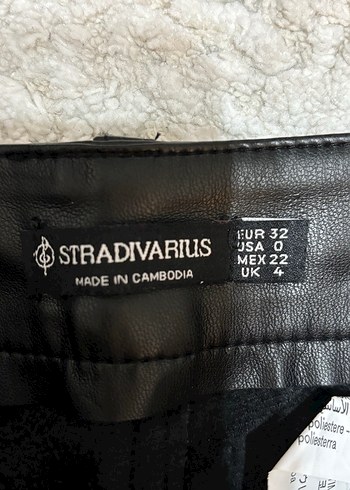 STRADIVARIUS
MADE IN CAMBODIA
EUR 32
USA 0
MEX 22
UK 4
poliestere -
poliesterra